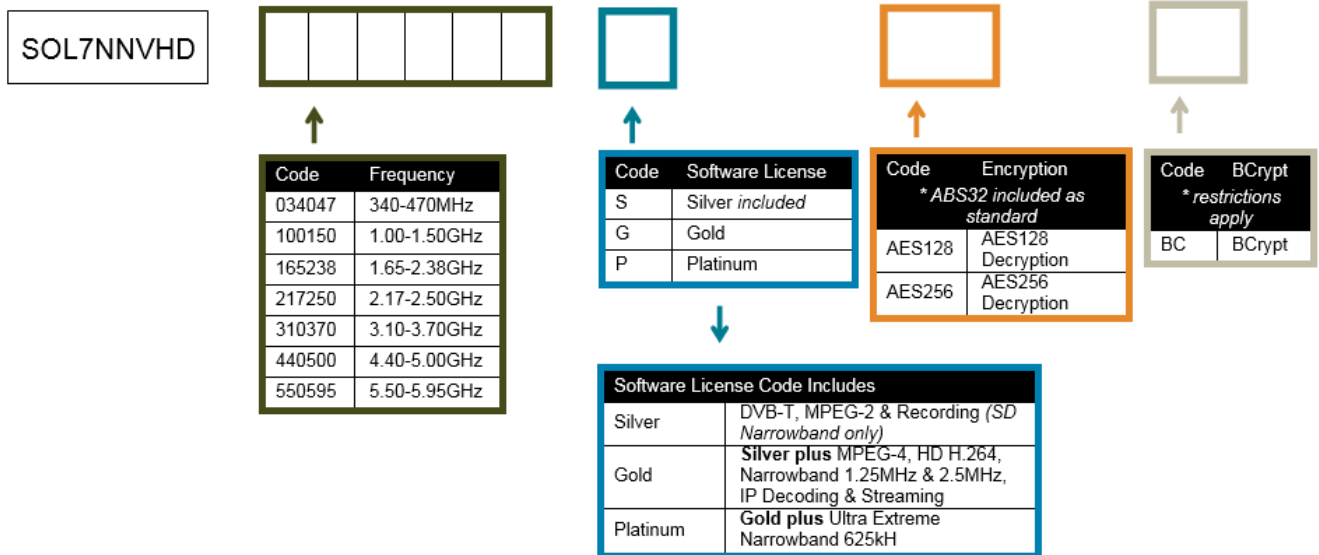 SOL7NNVHD
Code Frequency
034047 340-470MHz
100150 1.00-1.50GHz
165238 1.65-2.38GHz
217250 2.17-2.50GHz
310370 3.10-3.70GHz
440500 4.40-5.00GHz
550595 5.50-5.95GHz
Code Software License
S Silver included
G Gold
P Platinum
Code Encryption
* ABS32 included as
standard
AES128 AES128
Decryption
AES256 AES256
Decryption
Code BCrypt
* restrictions
apply
BC BCrypt
Software License Code Includes
Silver DVB-T, MPEG-2 & Recording (SD
Narrowband only)
Gold Silver plus MPEG-4, HD H.264,
Narrowband 1.25MHz & 2.5MHz,
IP Decoding & Streaming
Platinum Gold plus Ultra Extreme
Narrowband 625kH